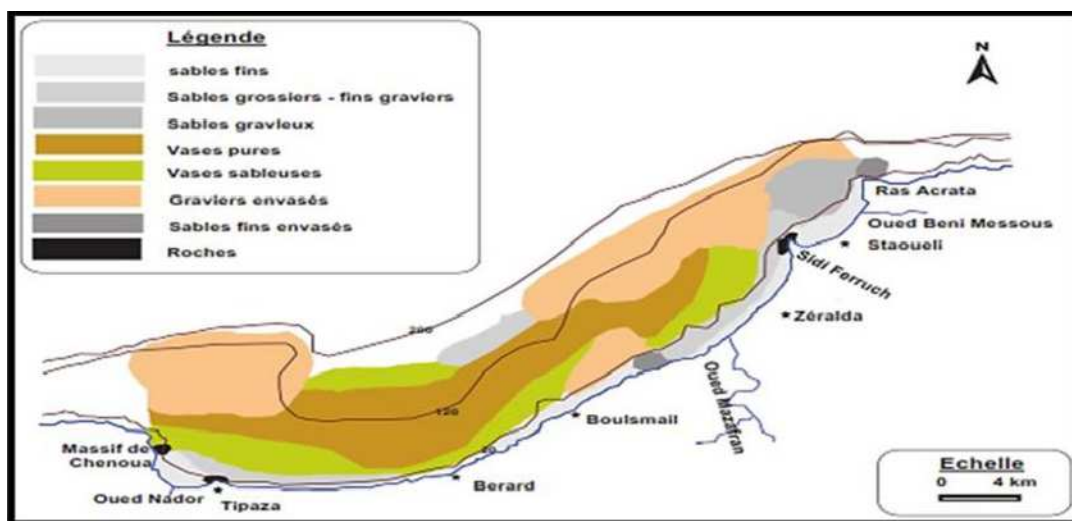 Légende
sables fins
Sables grossiers - fins graviers
Sables gravleux
Vases pures
Vases sableuses
Graviers envasés
Sables fins envasés
Roches
N
Ras Acrata
Oued Beni Messous
Staoueli
Sidi Ferruch
Zéralda
200
Oued Mazafran
120
BouIsmail
Massif de
Chenoua
Berard
Oued Nador
Tipaza
Echelle
0 4 km